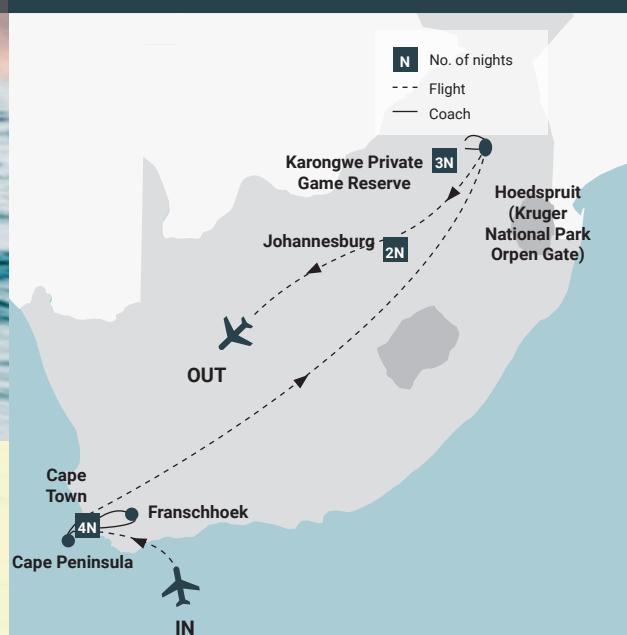 N No. of nights
Flight
Coach
Karongwe Private
Game Reserve
3N
Hoedspruit
(Kruger
National Park
Orpen Gate)
Johannesburg
2N
OUT
Cape
Town
4N
Franschhoek
Cape Peninsula
IN